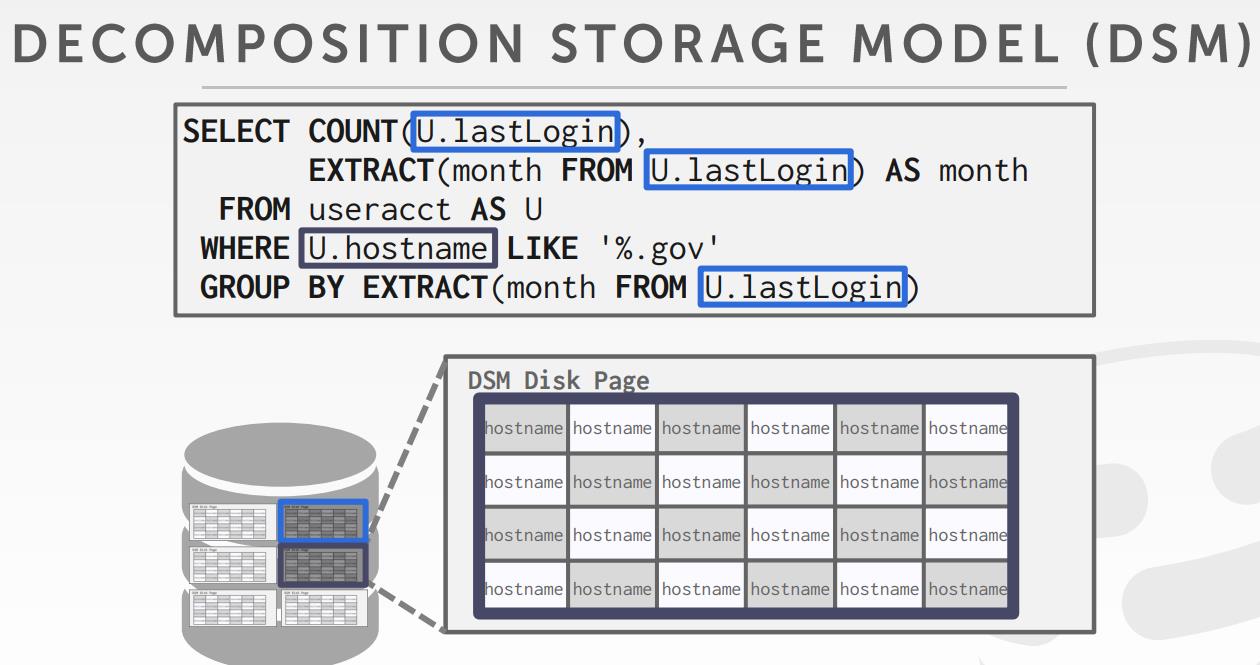 DECOMPOSITION STORAGE MODEL (DSM)
SELECT COUNT(U.lastLogin),
EXTRACT(month FROM U.lastLogin) AS month
FROM useracct AS U
WHERE U.hostname LIKE '%.gov'
GROUP BY EXTRACT(month FROM U.lastLogin)
DSM Disk Page
hostname hostname hostname hostname hostname hostname
hostname hostname hostname hostname hostname hostname
hostname hostname hostname hostname hostname hostname
hostname hostname hostname hostname hostname hostname